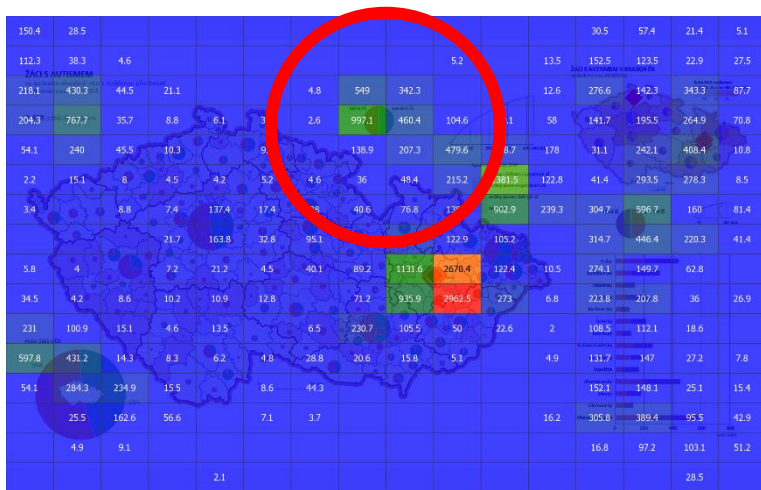 150.4 28.5 30.5 57.4 21.4 5.1
112.3 38.3 4.6 5.2 13.5 152.5 123.5 22.9 27.5
ŽÁCI S AUTISMEM ŽÁCI S AUTISMEM V KRAJÍCH ČR
218.1 430.3 44.5 21.1 4.8 549 342.3 12.6 276.6 142.3 343.3 87.7
204.3 767.7 35.7 8.8 6.1 2.6 997.1 460.4 104.6 58 141.7 195.5 264.9 70.8
54.1 240 45.5 10.3 138.9 207.3 479.6 178 31.1 242.1 408.4 10.8
2.2 15.1 8 4.5 4.2 5.2 4.6 36 48.4 215.2 381.5 122.8 41.4 293.5 278.3 8.5
3.4 8.8 7.4 137.4 17.4 40.6 76.8 902.9 239.3 304.7 596.7 160 81.4
21.7 163.8 32.8 95.1 122.9 105.2 314.7 446.4 220.3 41.4
5.8 4 7.2 21.2 4.5 40.1 89.2 1131.6 2670.4 122.4 10.5 274.1 149.7 62.8
34.5 4.2 8.6 10.2 10.9 12.8 71.2 935.9 2962.5 273 6.8 223.8 207.8 36 26.9
231 100.9 15.1 4.6 13.5 6.5 230.7 105.5 50 22.6 2 108.5 112.1 18.6
597.8 431.2 14.3 8.3 6.2 4.8 28.8 20.6 15.8 5.1 4.9 131.7 147 27.2 7.8
54.1 284.3 234.9 15.5 8.6 44.3 152.1 148.1 25.1 15.4
25.5 162.6 56.6 7.1 3.7 16.2 305.8 389.4 95.5 42.9
4.9 9.1 16.8 97.2 103.1 51.2
2.1 28.5